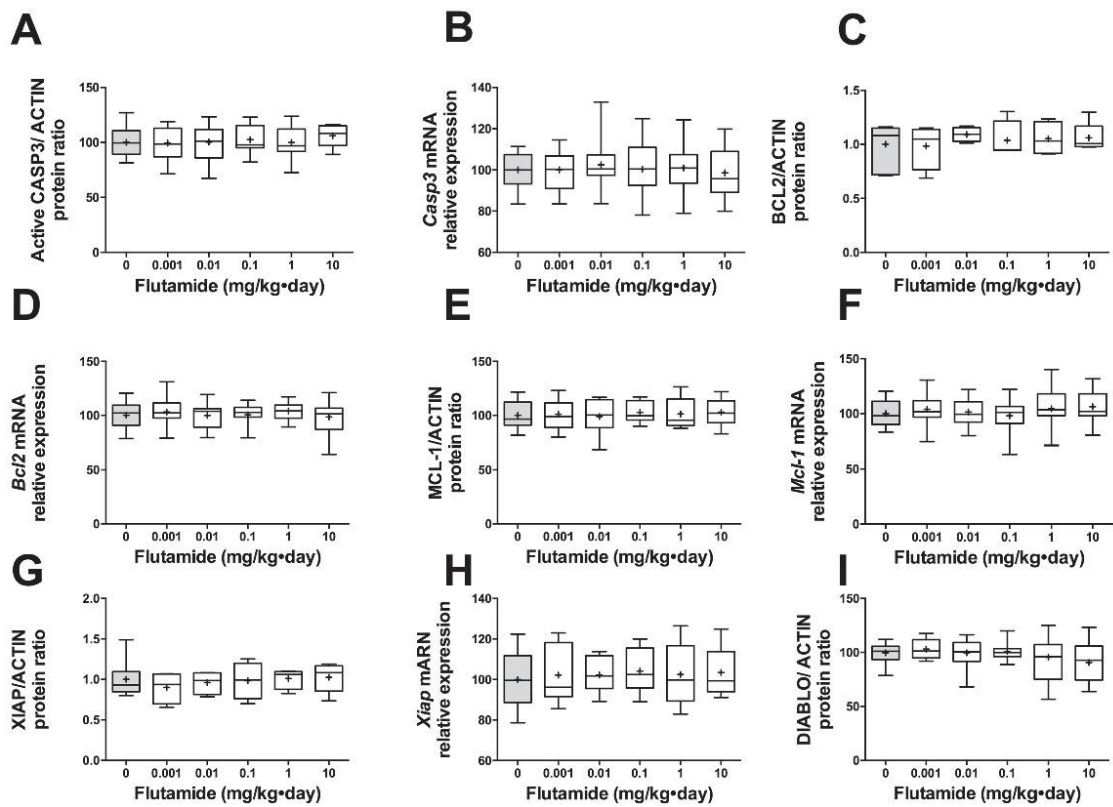 A
Active CASP3/ ACTIN
protein ratio
150
100
50
0
0 0.001 0.01 0.1 1 10
Flutamide (mg/kg•day)
B
Casp3 mRNA
relative expression
140
120
100
80
60
0 0.001 0.01 0.1 1 10
Flutamide (mg/kg•day)
C
BCL2/ACTIN
protein ratio
1.5
1.0
0.5
0.0
0 0.001 0.01 0.1 1 10
Flutamide (mg/kg•day)
D
Bcl2 mRNA
relative expression
150
100
50
0
0 0.001 0.01 0.1 1 10
Flutamide (mg/kg•day)
E
MCL-1/ACTIN
protein ratio
150
100
50
0
0 0.001 0.01 0.1 1 10
Flutamide (mg/kg•day)
F
Mcl-1 mRNA
relative expression
150
100
50
0
0 0.001 0.01 0.1 1 10
Flutamide (mg/kg•day)
G
XIAP/ACTIN
protein ratio
2.0
1.5
1.0
0.5
0.0
0 0.001 0.01 0.1 1 10
Flutamide (mg/kg•day)
H
Xiap mARN
relative expression
140
120
100
80
60
0 0.001 0.01 0.1 1 10
Flutamide (mg/kg•day)
I
DIABLO/ ACTIN
protein ratio
150
100
50
0
0 0.001 0.01 0.1 1 10
Flutamide (mg/kg•day)